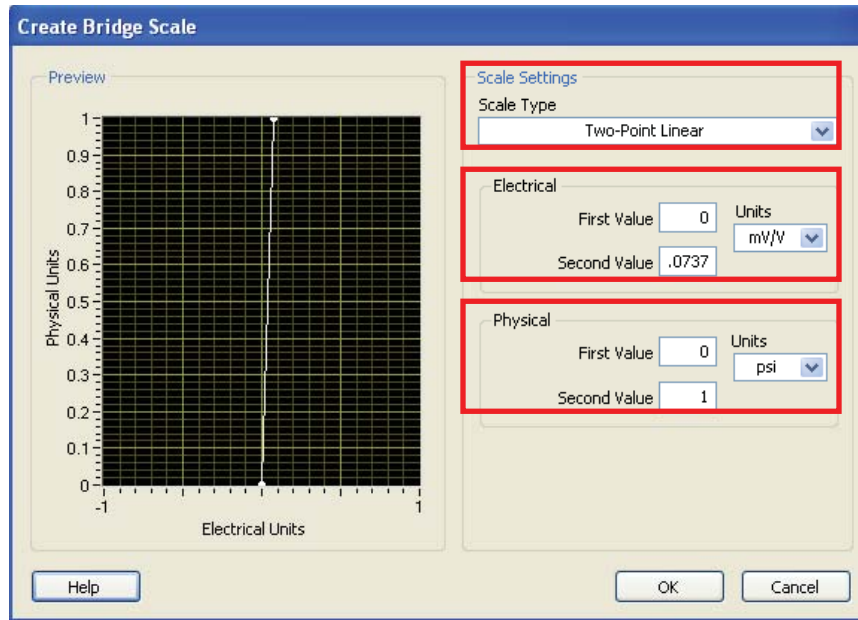 Create Bridge Scale
Preview
1
0.9
0.8
0.7
0.6
0.5
0.4
0.3
0.2
0.1
0
Physical Units
-1
1
Electrical Units
Scale Settings
Scale Type
Two-Point Linear
Electrical
First Value 0
Units
mV/V
Second Value .0737
Physical
First Value 0
Units
psi
Second Value 1
Help
OK
Cancel